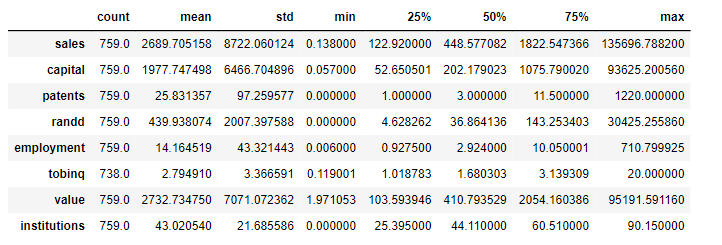 count mean std min 25% 50% 75% max
sales 759.0 2689.705158 8722.060124 0.138000 122.920000 448.577082 1822.547366 135696.788200
capital 759.0 1977.747498 6466.704896 0.057000 52.650501 202.179023 1075.790020 93625.200560
patents 759.0 25.831357 97.259577 0.000000 1.000000 3.000000 11.500000 1220.000000
randd 759.0 439.938074 2007.397588 0.000000 4.628262 36.864136 143.253403 30425.255860
employment 759.0 14.164519 43.321443 0.006000 0.927500 2.924000 10.050001 710.799925
tobinq 738.0 2.794910 3.366591 0.119001 1.018783 1.680303 3.139309 20.000000
value 759.0 2732.734750 7071.072362 1.971053 103.593946 410.793529 2054.160386 95191.591160
institutions 759.0 43.020540 21.685586 0.000000 25.395000 44.110000 60.510000 90.150000